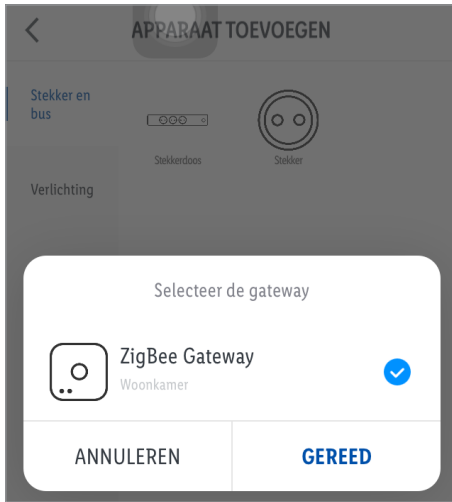 APPARAAT TOEVOEGEN
Stekker en
bus
Stekkerdoos
Stekker
Verlichting
Selecteer de gateway
ZigBee Gateway
Woonkamer
ANNULEREN
GEREED